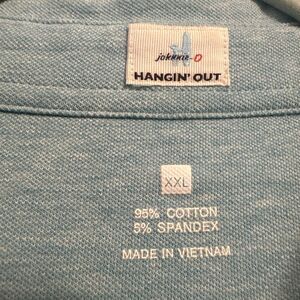 johnnie-O
HANGIN' OUT
XXL
95% COTTON
5% SPANDEX
MADE IN VIETNAM